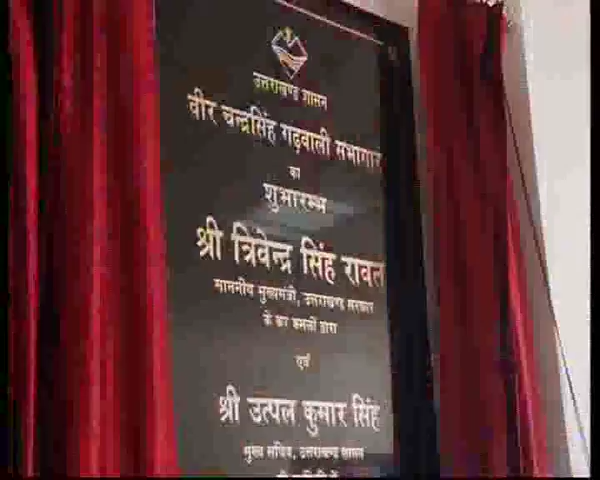 उत्तराखण्ड शासन
वीर चन्द्रसिंह गढ़वाली सभागार
का
शुभारम्भ
श्री त्रिवेन्द्र सिंह रावत
माननीय मुख्यमंत्री, उत्तराखण्ड सरकार
के कर कमलों द्वारा
एवं
श्री उत्पल कुमार सिंह
मुख्य सचिव, उत्तराखण्ड शासन